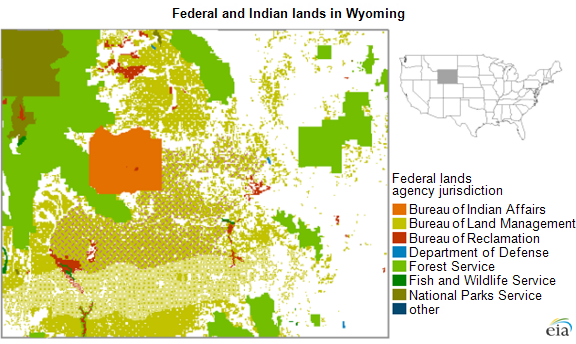 Federal and Indian lands in Wyoming
Federal lands
agency jurisdiction
Bureau of Indian Affairs
Bureau of Land Management
Bureau of Reclamation
Department of Defense
Forest Service
Fish and Wildlife Service
National Parks Service
other
eia